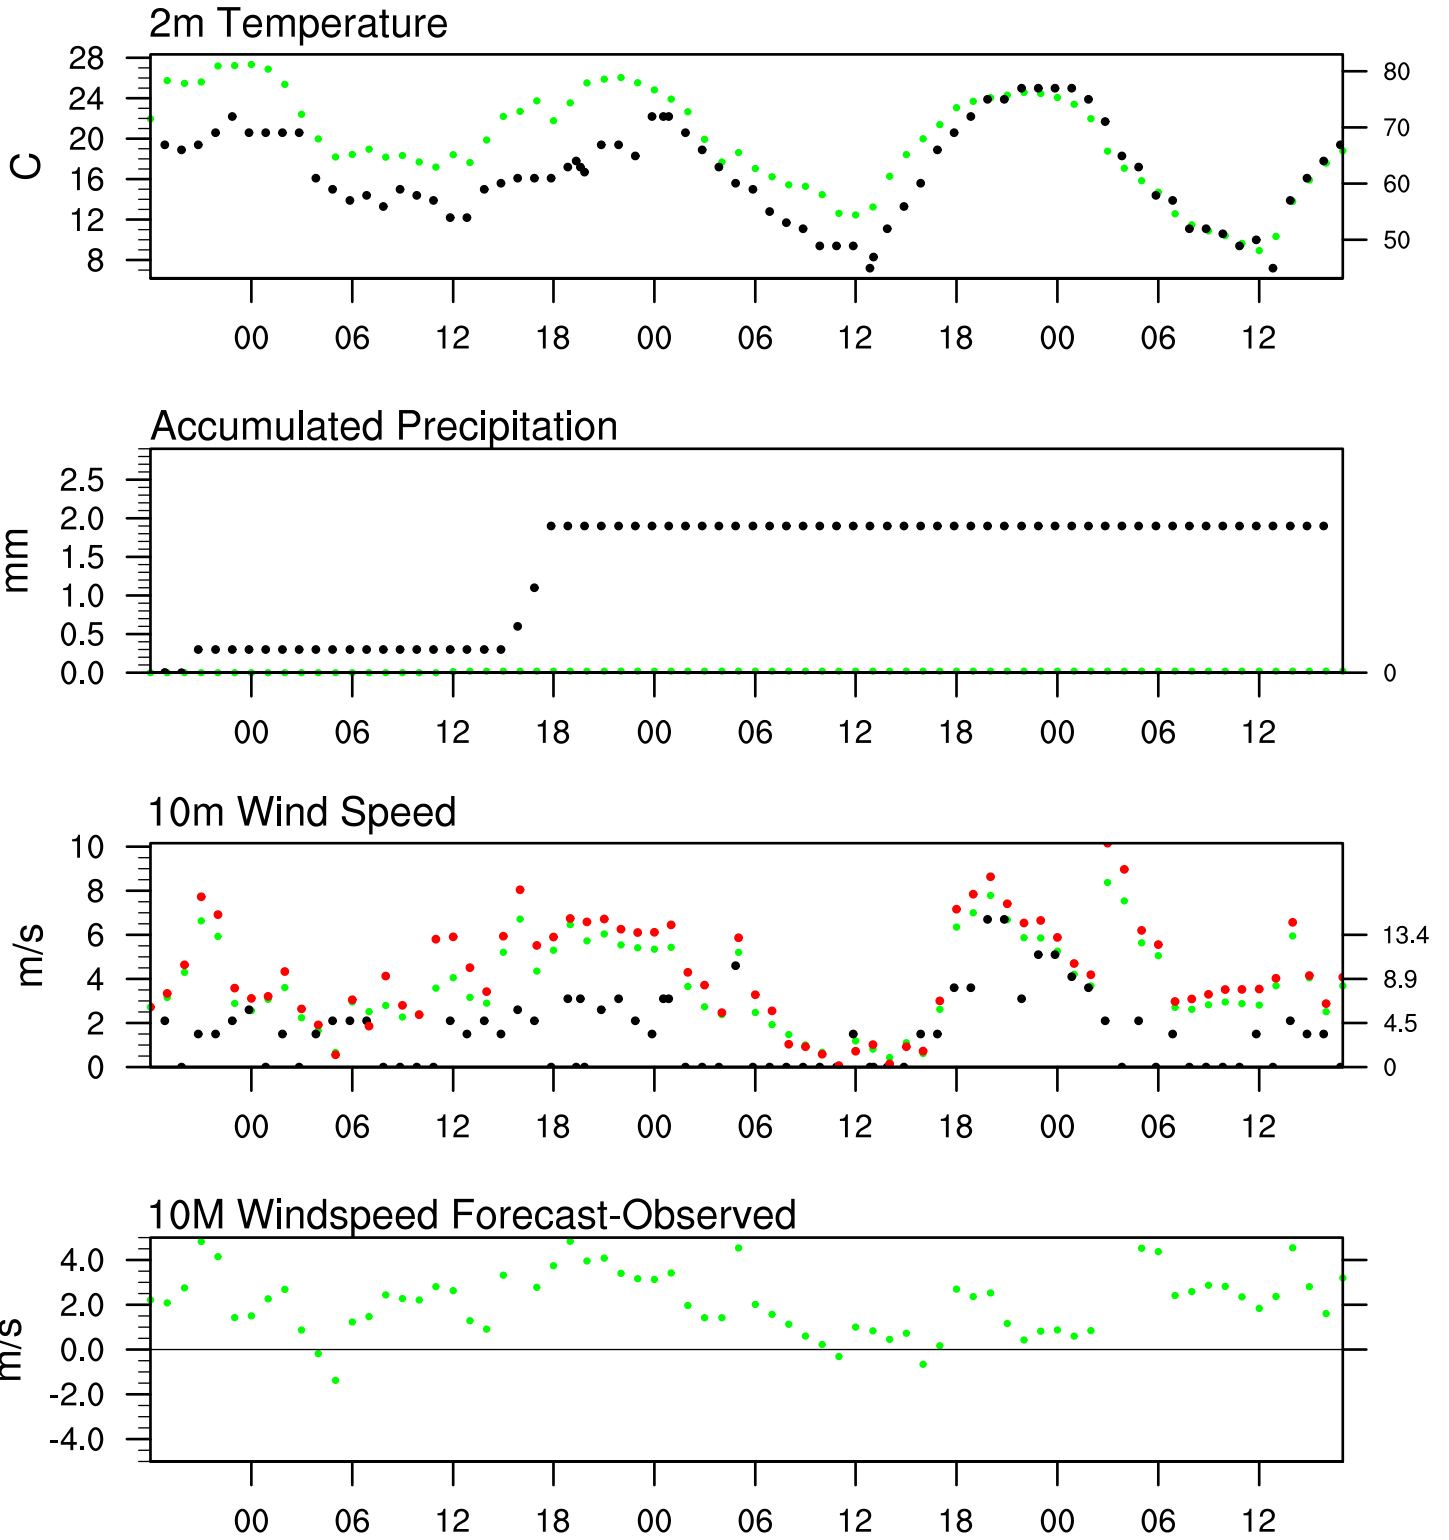 2m Temperature
28
24
20
16
12
8
C
80
70
60
50
00 06 12 18 00 06 12 18 00 06 12
Accumulated Precipitation
2.5
2.0
1.5
1.0
0.5
0.0
mm
0
00 06 12 18 00 06 12 18 00 06 12
10m Wind Speed
10
8
6
4
2
0
m/s
13.4
8.9
4.5
0
00 06 12 18 00 06 12 18 00 06 12
10M Windspeed Forecast-Observed
4.0
2.0
0.0
-2.0
-4.0
m/s
00 06 12 18 00 06 12 18 00 06 12